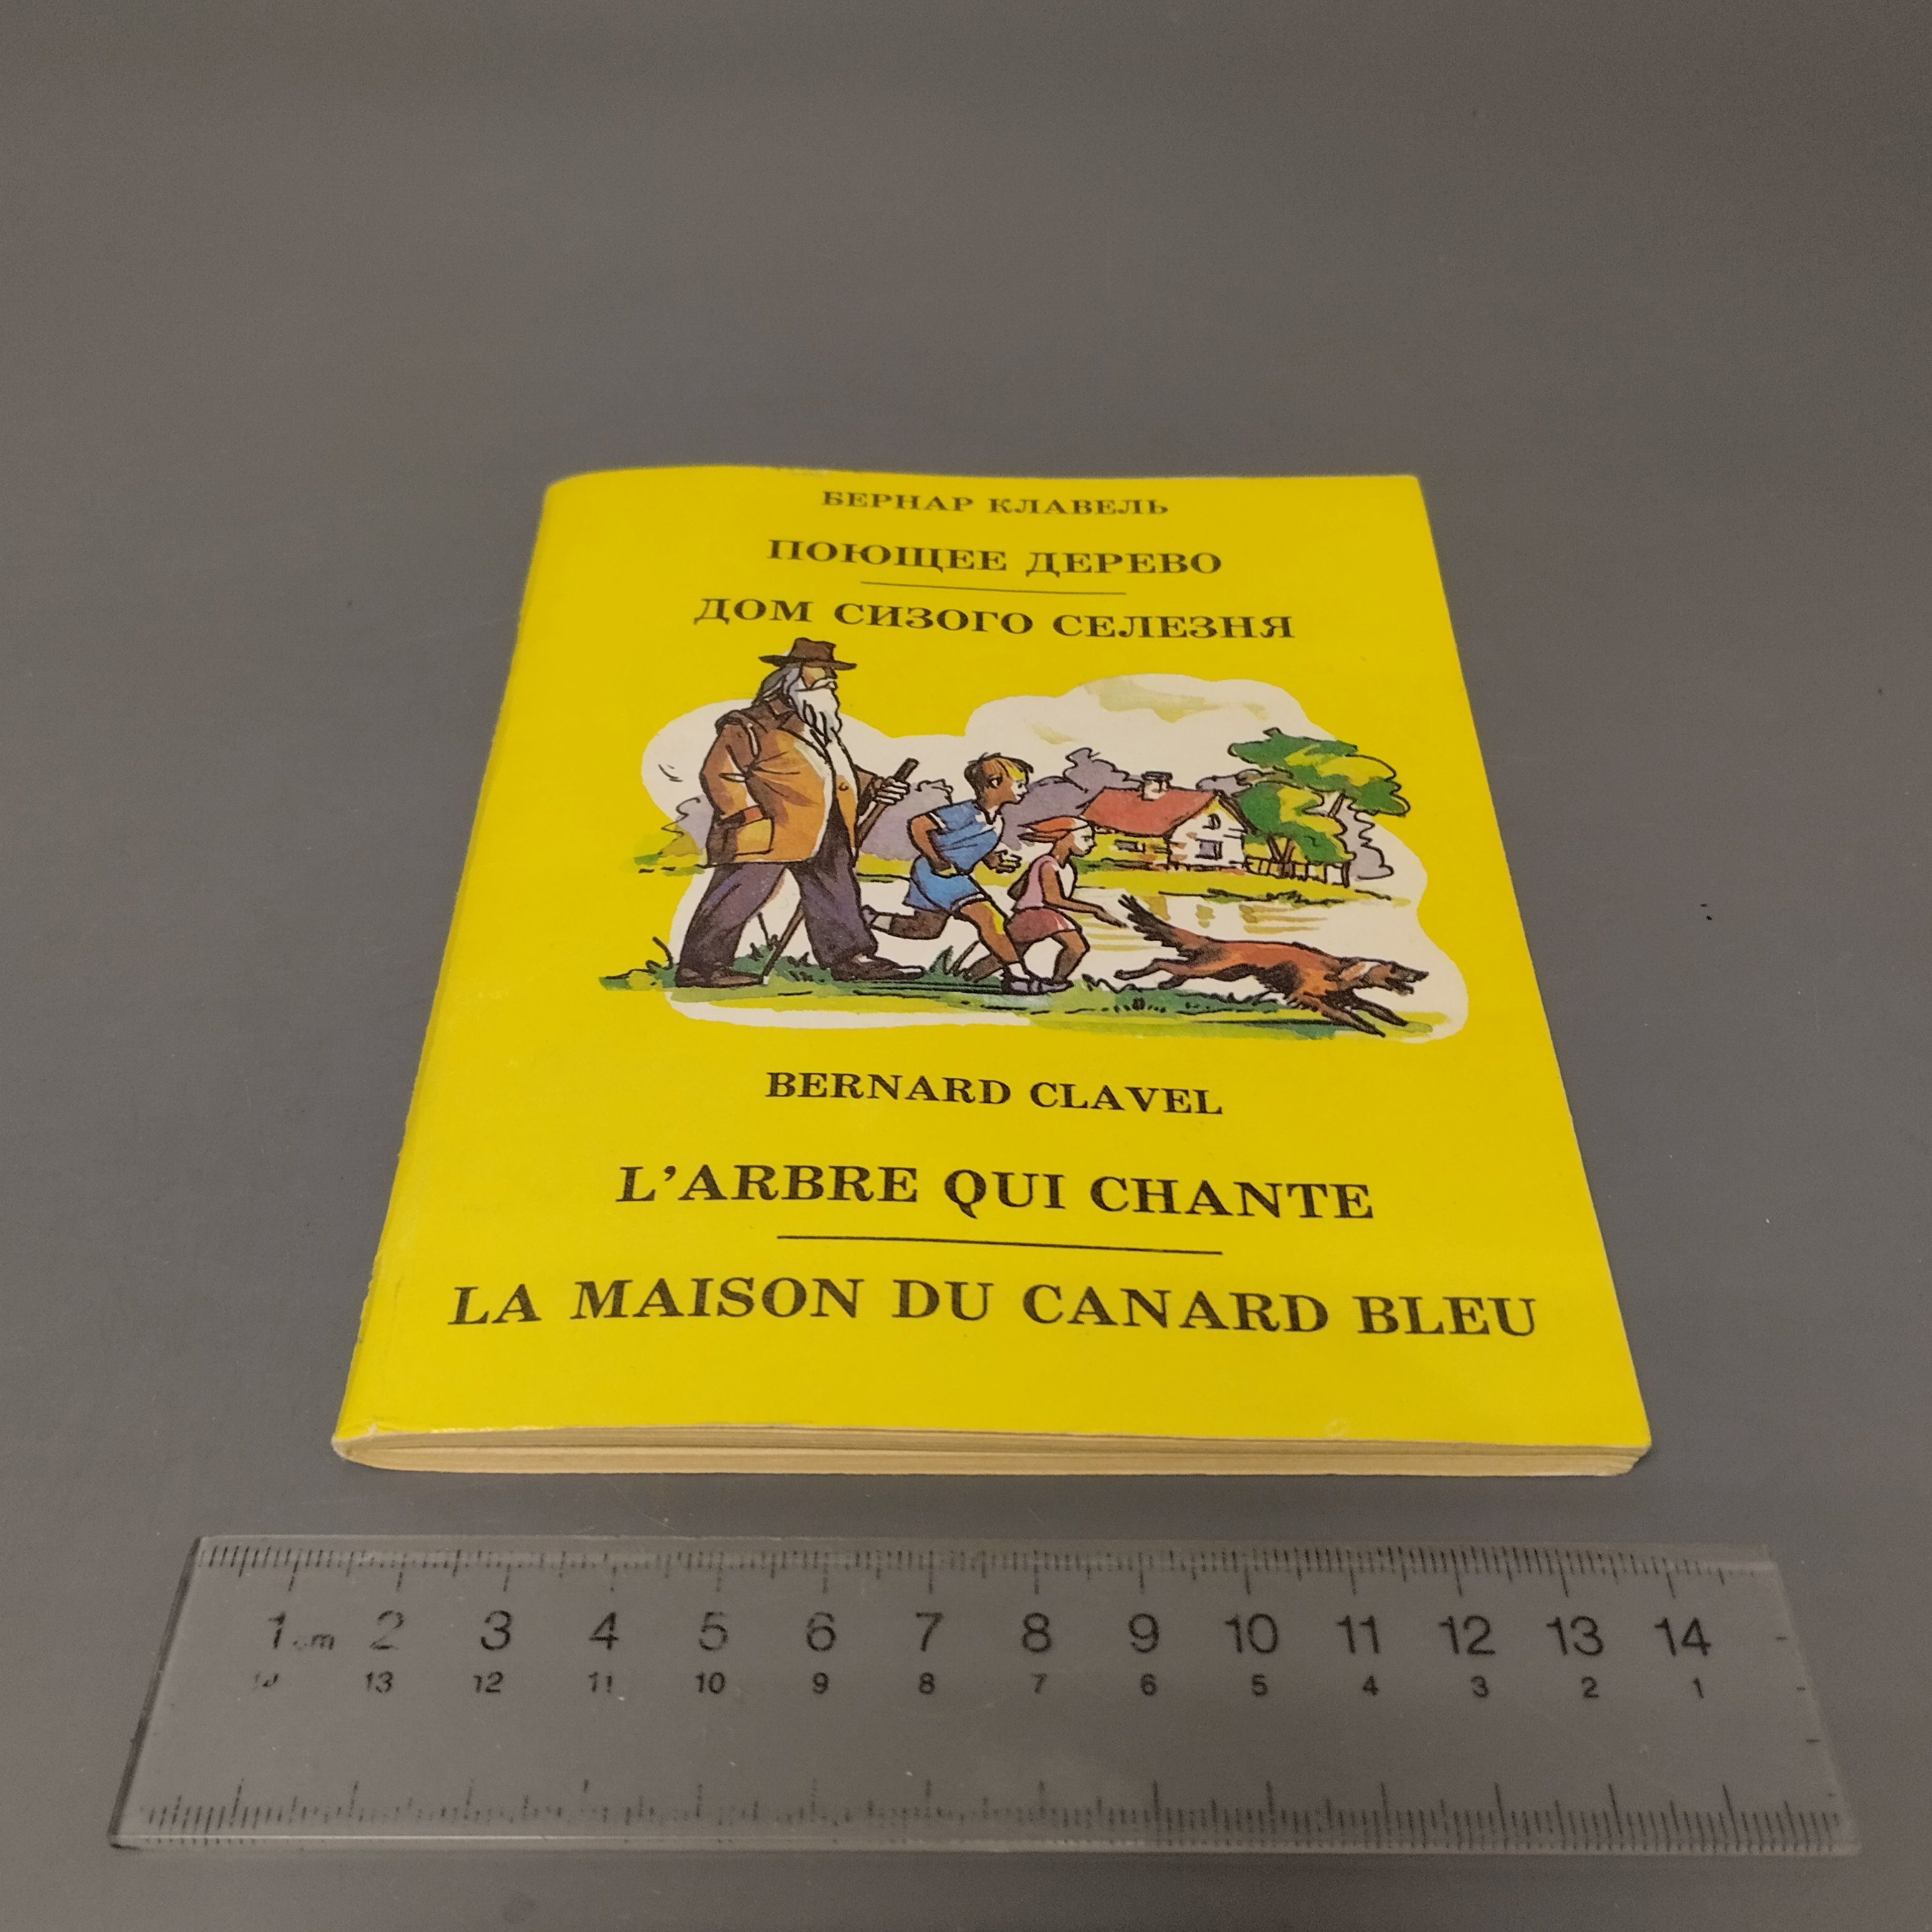 БЕРНАР КЛАВЕЛЬ
ПОЮЩЕЕ ДЕРЕВО
ДОМ СИЗОГО СЕЛЕЗНЯ
BERNARD CLAVEL
L'ARBRE QUI CHANTE
LA MAISON DU CANARD BLEU
1 cm 2 3 4 5 6 7 8 9 10 11 12 13 14
13 12 11 10 9 8 7 6 5 4 3 2 1